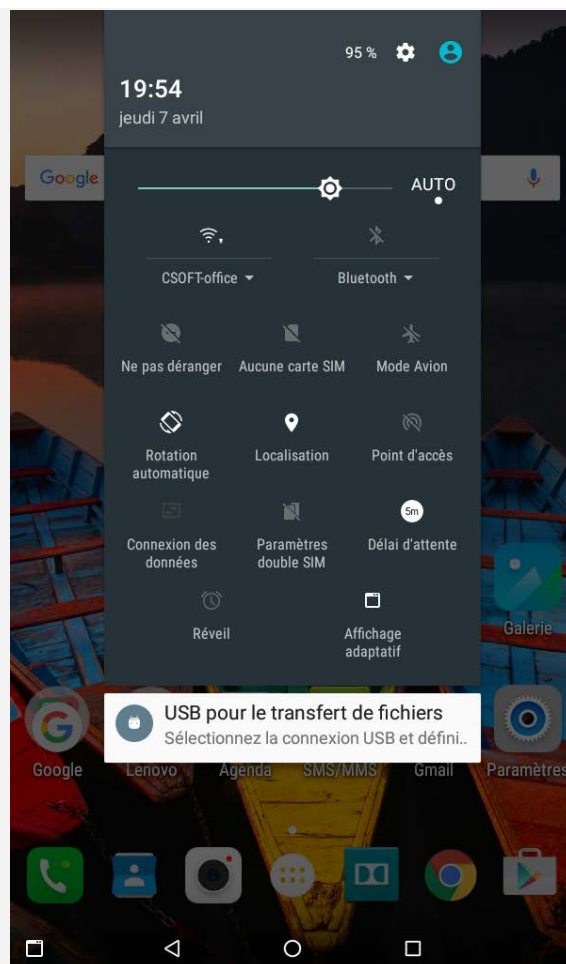 95 %
19:54
jeudi 7 avril
Google
AUTO
CSOFT-office
Bluetooth
Ne pas déranger
Aucune carte SIM
Mode Avion
Rotation
automatique
Localisation
Point d'accès
5m
Connexion des
données
Paramètres
double SIM
Délai d'attente
Réveil
Affichage
adaptatif
Galerie
USB pour le transfert de fichiers
Sélectionnez la connexion USB et défini..
Google
Lenovo
Agenda
SMS/MMS
Gmail
Paramètres